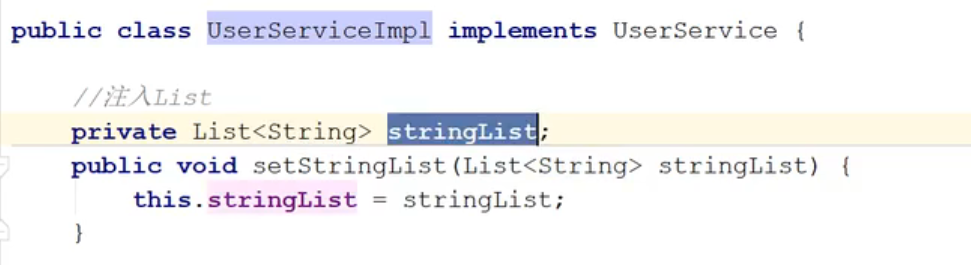 public class UserServiceImpl implements UserService {
//注入List
private List<String> stringList;
public void setStringList(List<String> stringList) {
this.stringList = stringList;
}